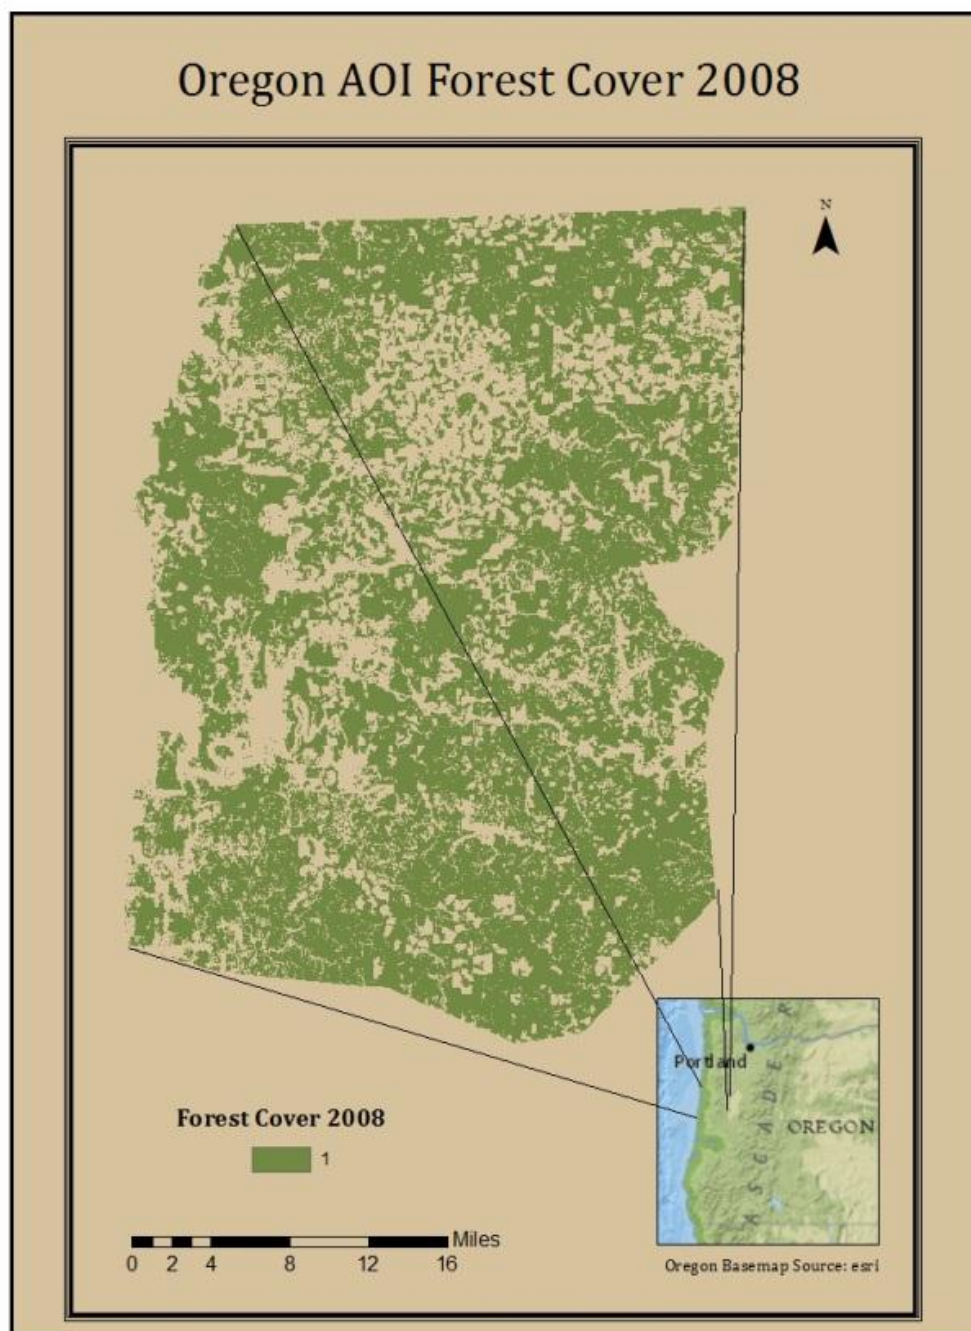 Oregon AOI Forest Cover 2008
N
Forest Cover 2008
1
Miles
0 2 4 8 12 16
Portland
OREGON
A S C A D E R
Oregon Basemap Source: esri